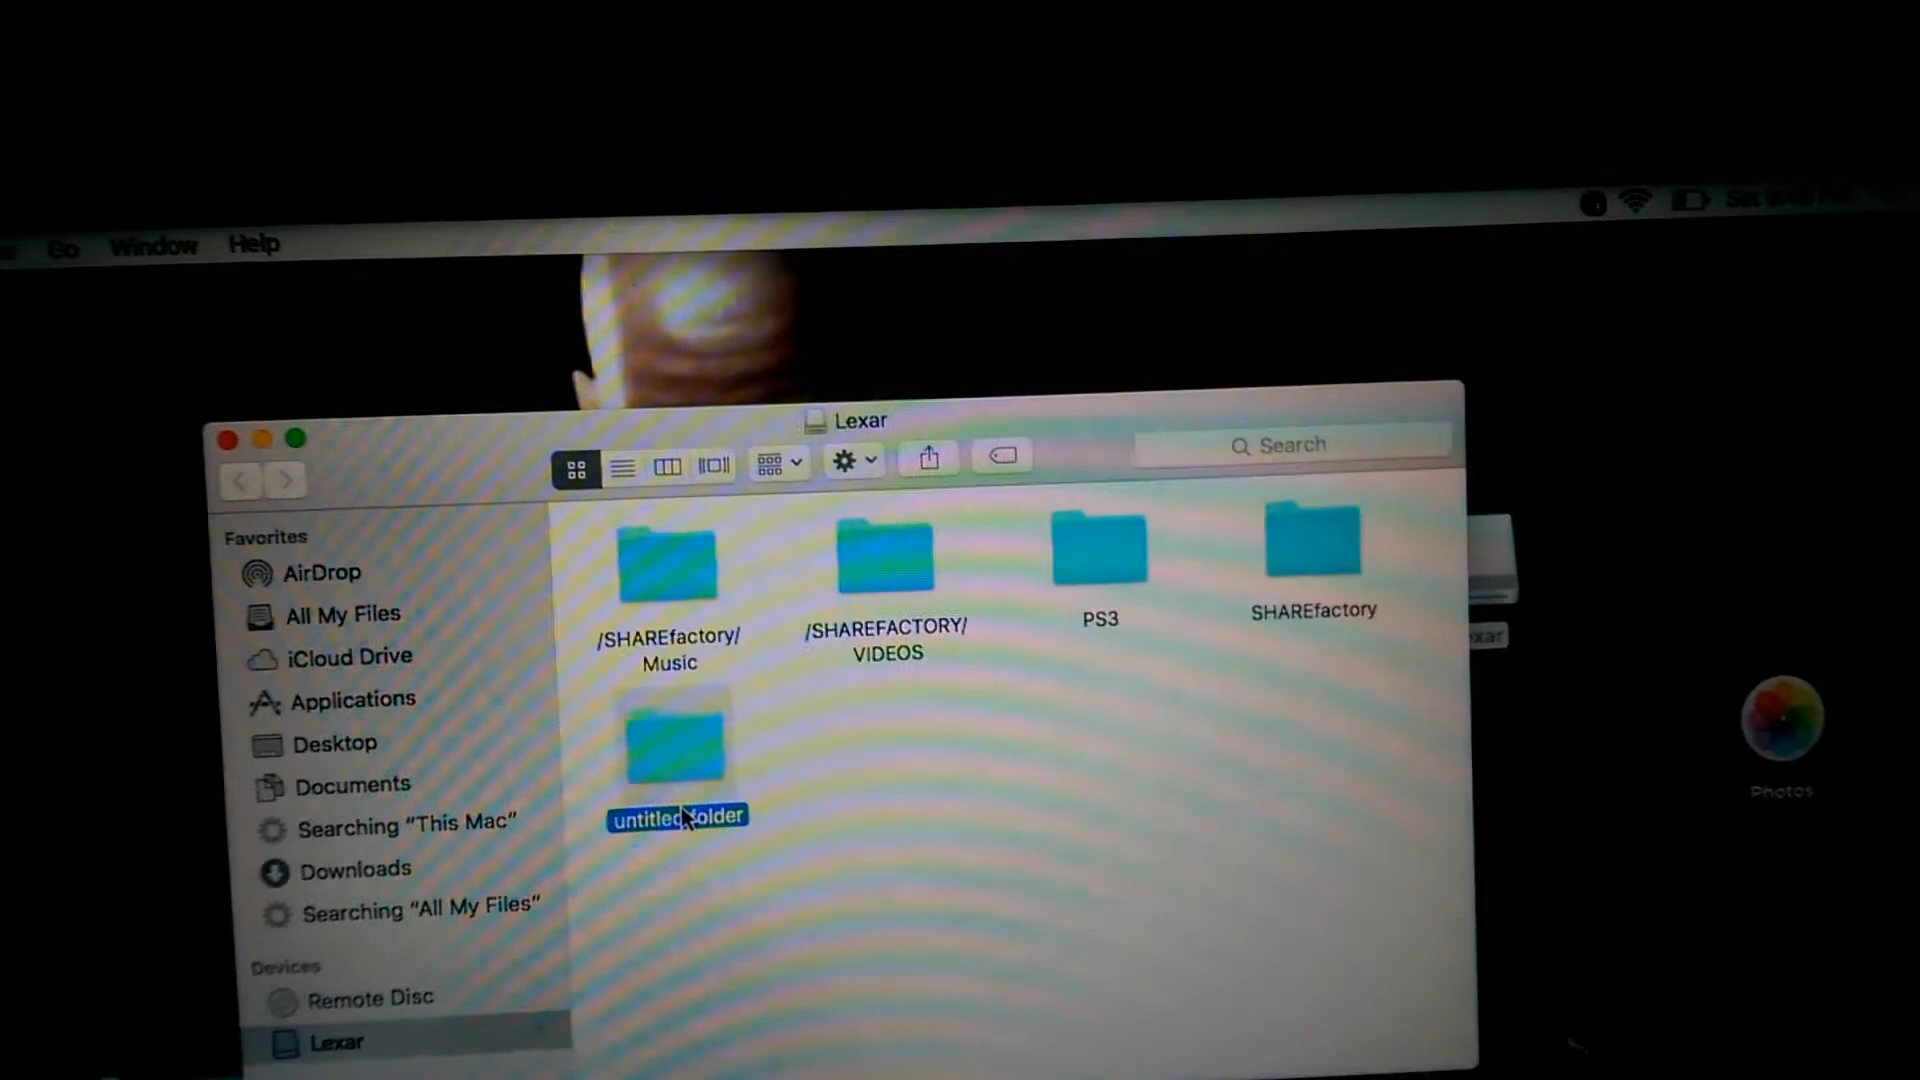 Go Window Help
Lexar
Search
Favorites
AirDrop
All My Files
iCloud Drive
Applications
Desktop
Documents
Searching “This Mac”
Downloads
Searching “All My Files”
Devices
Remote Disc
Lexar
/SHAREfactory/
Music
/SHAREFACTORY/
VIDEOS
PS3
SHAREfactory
untitled folder
Photos